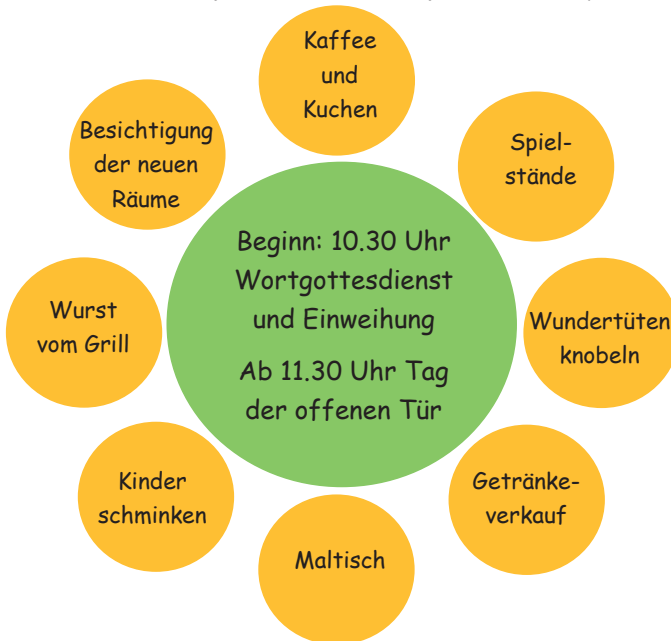 Kaffee
und
Kuchen
Besichtigung
der neuen
Räume
Spiel-
stände
Beginn: 10.30 Uhr
Wortgottesdienst
und Einweihung
Ab 11.30 Uhr Tag
der offenen Tür
Wurst
vom Grill
Wundertüten
knobeln
Kinder
schminken
Getränke-
verkauf
Maltisch